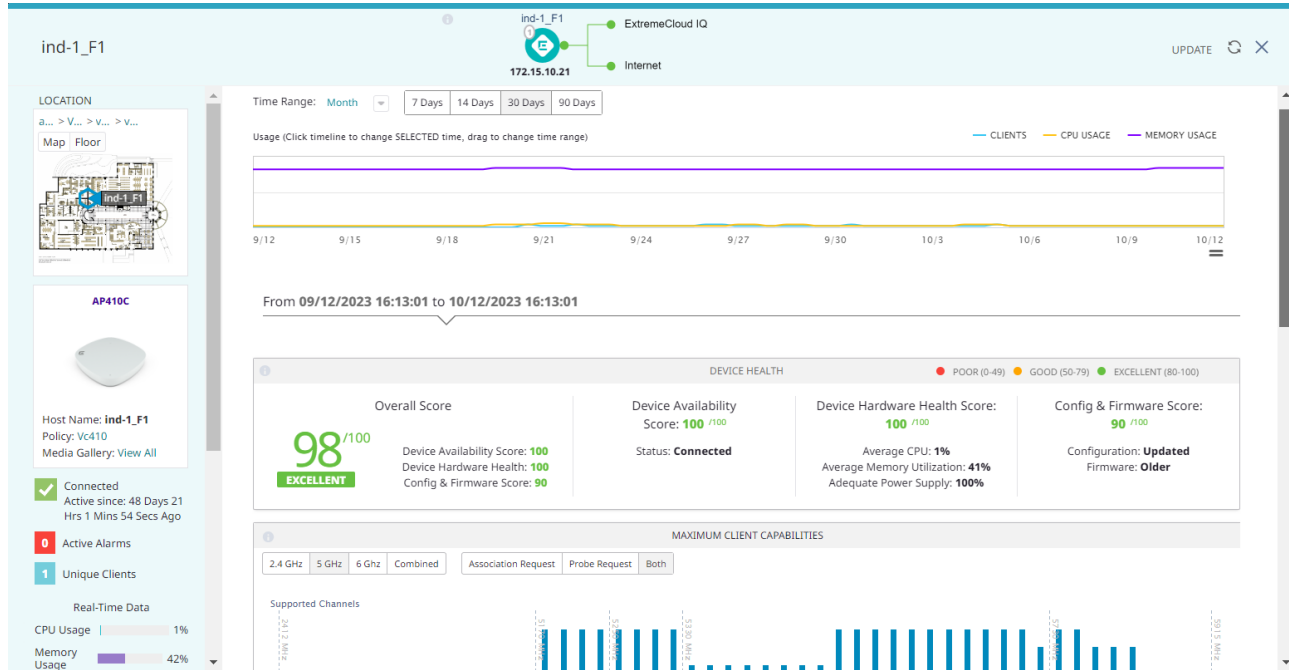 ind-1_F1
ind-1_F1
1
172.15.10.21
ExtremeCloud IQ
Internet
UPDATE
LOCATION
a... > V... > v... > v...
Map Floor
ind-1_F1
AP410C
Host Name: ind-1_F1
Policy: Vc410
Media Gallery: View All
Connected
Active since: 48 Days 21
Hrs 1 Mins 54 Secs Ago
0 Active Alarms
1 Unique Clients
Real-Time Data
CPU Usage 1%
Memory
Usage 42%
Time Range: Month 7 Days 14 Days 30 Days 90 Days
Usage (Click timeline to change SELECTED time, drag to change time range)
CLIENTS CPU USAGE MEMORY USAGE
9/12 9/15 9/18 9/21 9/24 9/27 9/30 10/3 10/6 10/9 10/12
From 09/12/2023 16:13:01 to 10/12/2023 16:13:01
DEVICE HEALTH
POOR (0-49) GOOD (50-79) EXCELLENT (80-100)
Overall Score
98/100
EXCELLENT
Device Availability Score: 100
Device Hardware Health: 100
Config & Firmware Score: 90
Device Availability
Score: 100 /100
Status: Connected
Device Hardware Health Score:
100 /100
Average CPU: 1%
Average Memory Utilization: 41%
Adequate Power Supply: 100%
Config & Firmware Score:
90 /100
Configuration: Updated
Firmware: Older
MAXIMUM CLIENT CAPABILITIES
2.4 GHz 5 GHz 6 Ghz Combined
Association Request Probe Request Both
Supported Channels
2412 MHz
5330 MHz
5915 MHz